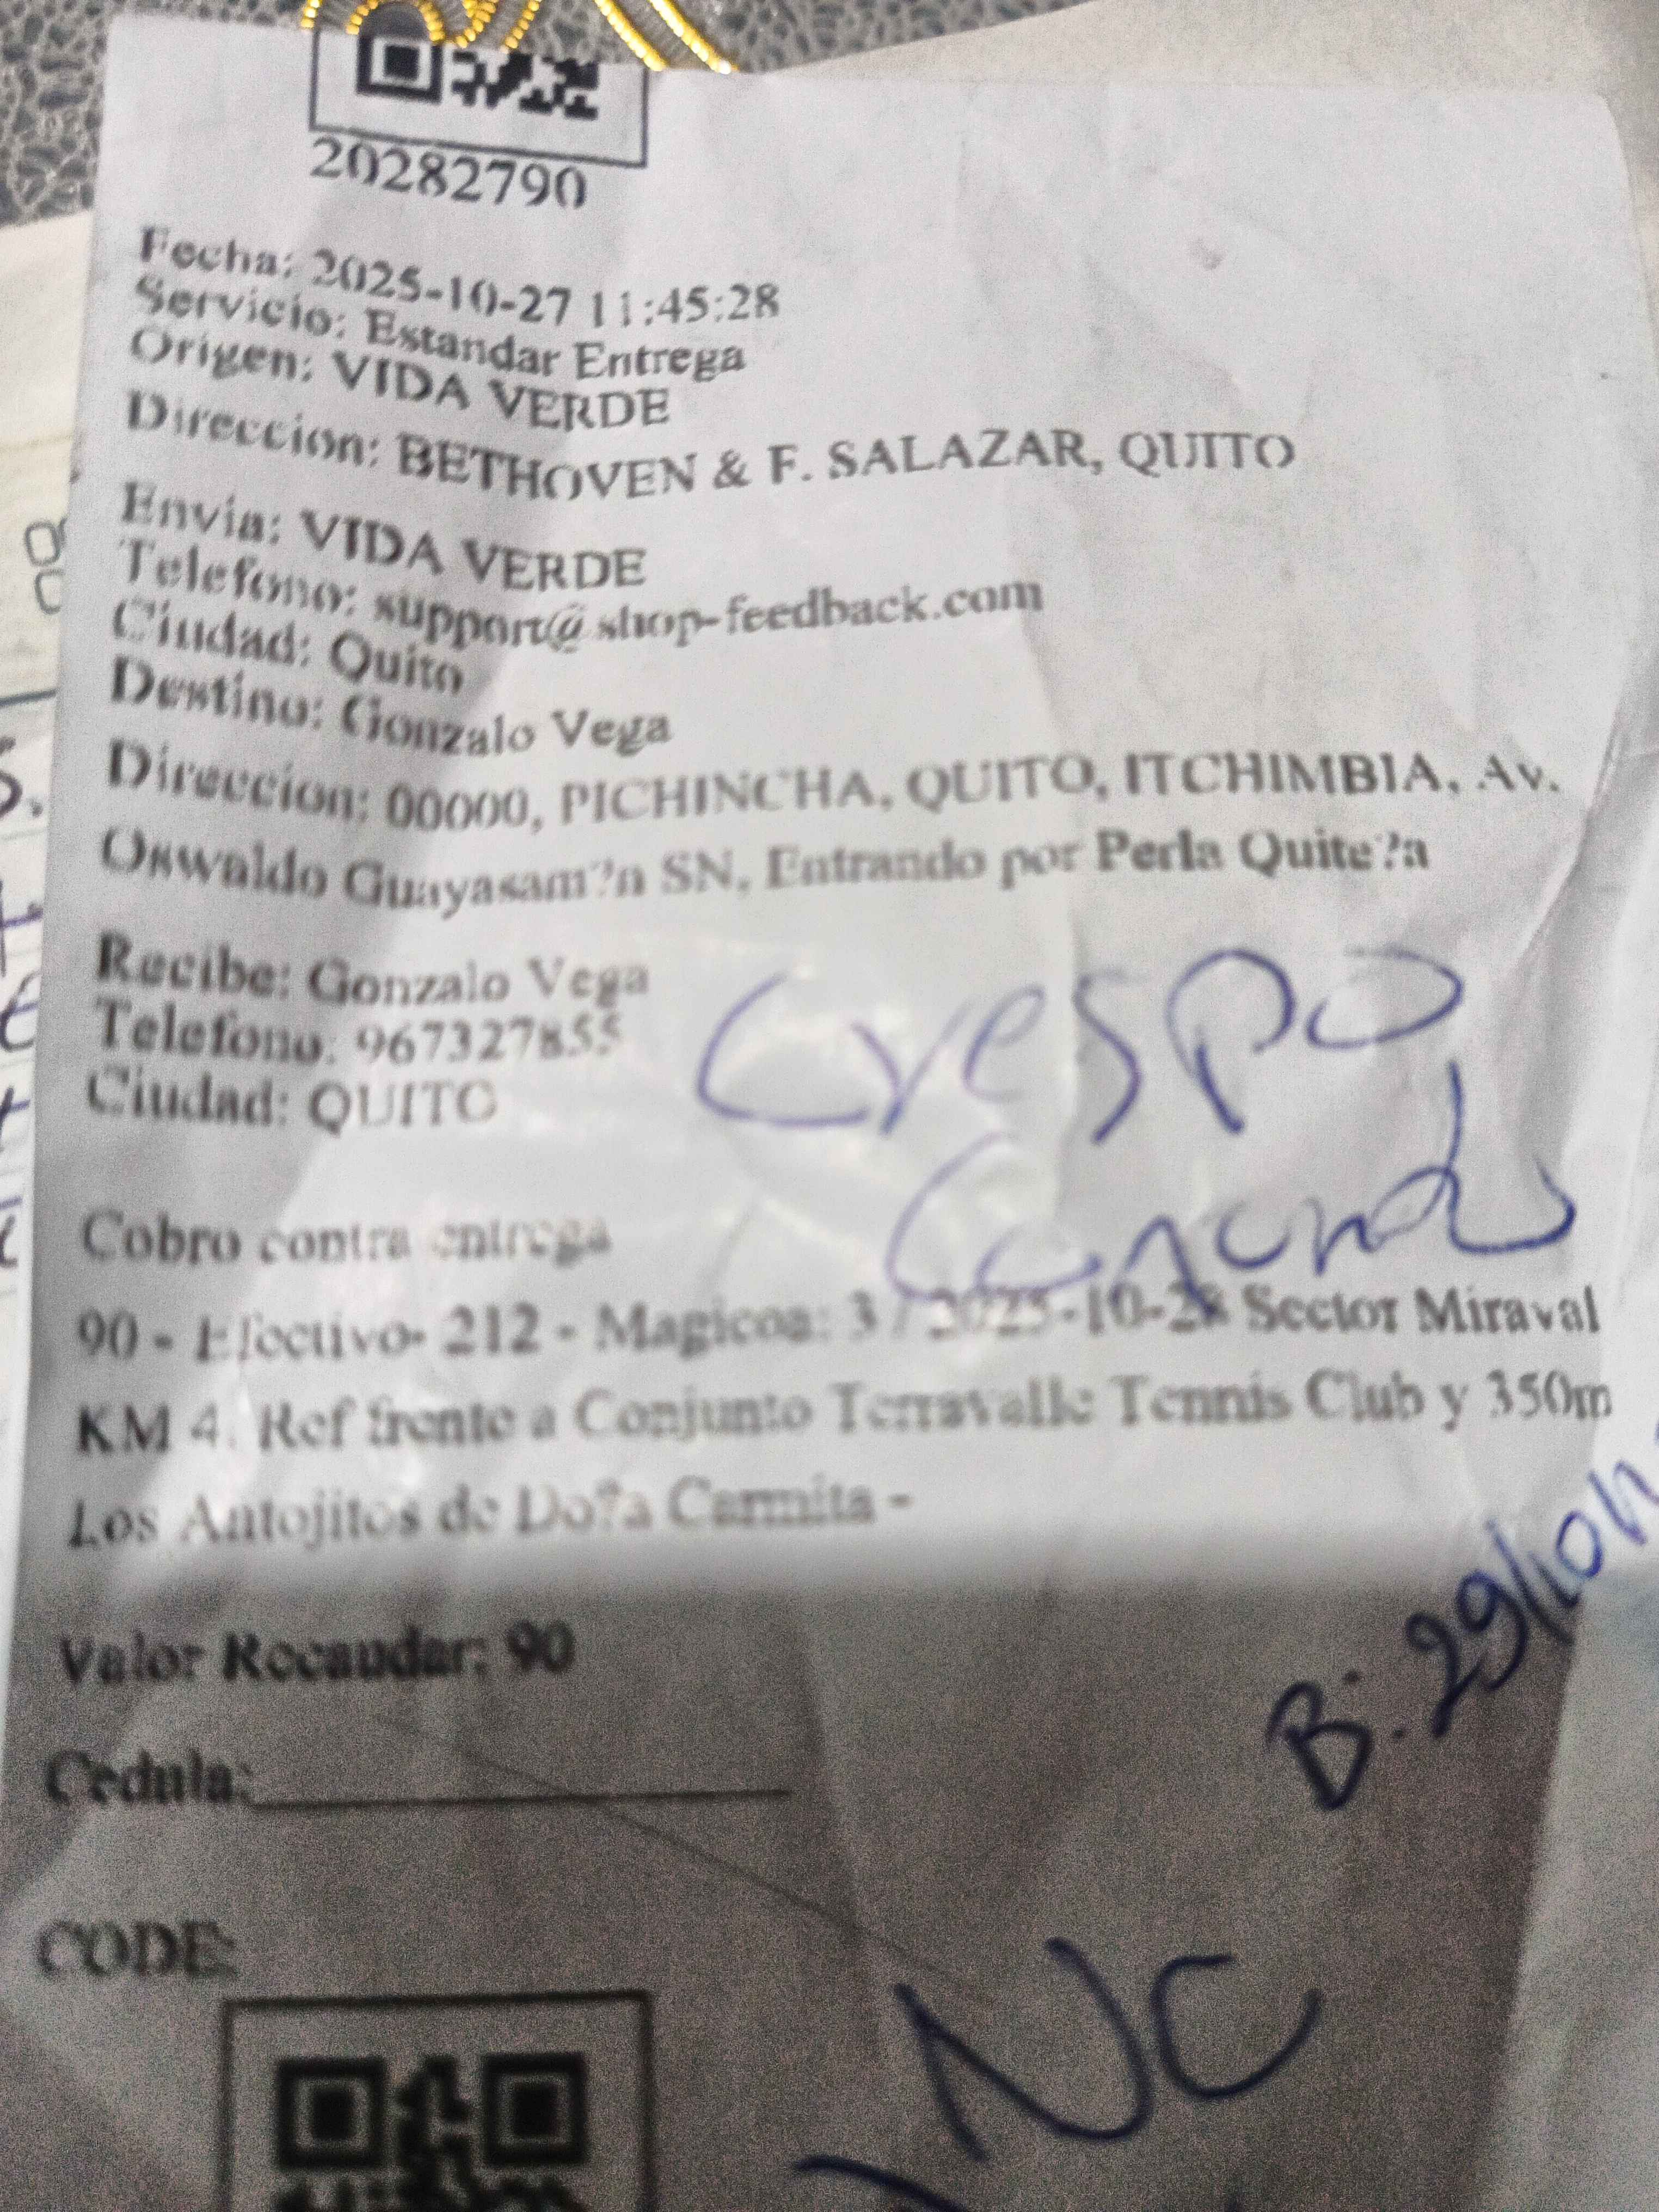 20282790
Fecha: 2025-10-27 11:45:28
Servicio: Estandar Entrega
Origen: VIDA VERDE
Direccion: BETHOVEN & F. SALAZAR, QUITO
Envia: VIDA VERDE
Telefono: support@shop-feedback.com
Ciudad: Quito
Destino: Gonzalo Vega
Direccion: 00000, PICHINCHA, QUITO, ITCHIMBIA, Av.
Oswaldo Guayasam?n SN, Entrando por Perla Quite?a
Recibe: Gonzalo Vega
Telefono: 967327855
Ciudad: QUITO
Crespo
Cobro contra entrega
90 - Efectivo- 212 - Magicoa: 3 / 2025-10-28 Sector Miraval
KM 4. Ref frente a Conjunto Terravalle Tennis Club y 350m
Los Antojitos de Do?a Carmita -
B: 29/10/
Valor Recaudar: 90
Cedula:
CODE:
NC